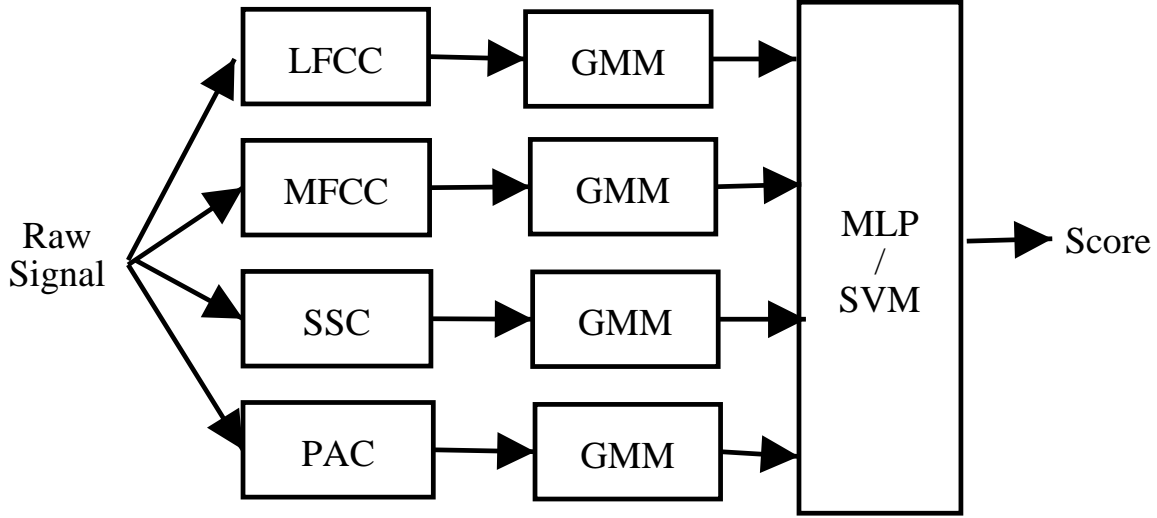 LFCC
GMM
MFCC
GMM
Raw
Signal
SSC
GMM
PAC
GMM
MLP
/
SVM
Score